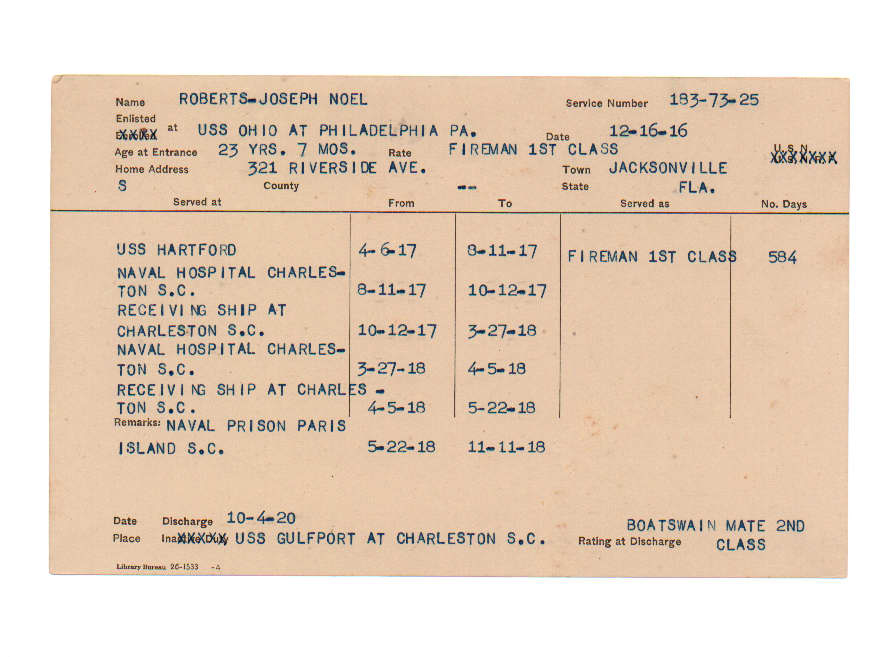 Name ROBERTS-JOSEPH NOEL Service Number 183-73-25
Enlisted
Enrolled at USS OHIO AT PHILADELPHIA PA. Date 12-16-16
Age at Entrance 23 YRS. 7 MOS. Rate FIREMAN 1ST CLASS U.S.N.
Home Address 321 RIVERSIDE AVE. Town JACKSONVILLE
S County -- State FLA.
Served at From To Served as No. Days
USS HARTFORD 4-6-17 8-11-17 FIREMAN 1ST CLASS 584
NAVAL HOSPITAL CHARLES-
TON S.C. 8-11-17 10-12-17
RECEIVING SHIP AT
CHARLESTON S.C. 10-12-17 3-27-18
NAVAL HOSPITAL CHARLES-
TON S.C. 3-27-18 4-5-18
RECEIVING SHIP AT CHARLES -
TON S.C. 4-5-18 5-22-18
Remarks: NAVAL PRISON PARIS
ISLAND S.C. 5-22-18 11-11-18
Date Discharge 10-4-20
Place Inactive Duty USS GULFPORT AT CHARLESTON S.C. Rating at Discharge BOATSWAIN MATE 2ND
CLASS
Library Bureau 26-1533 -A